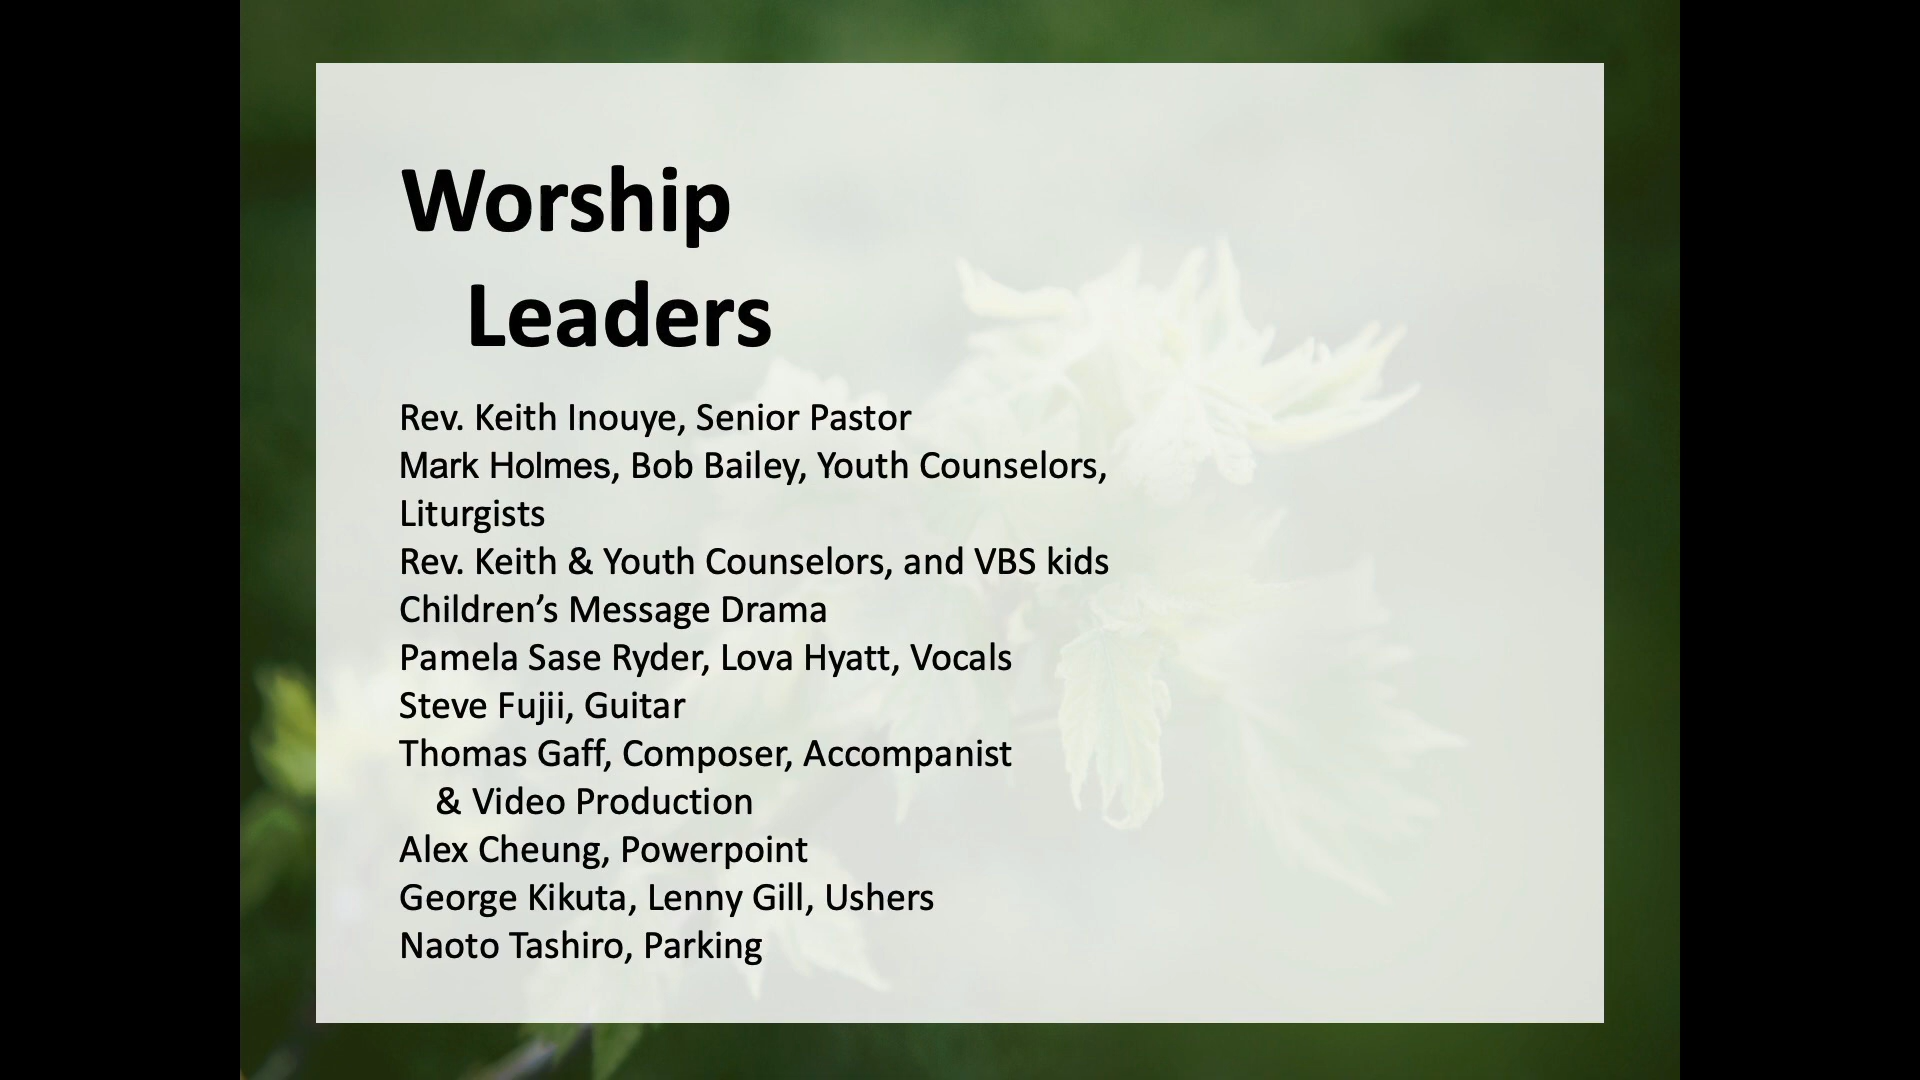 Worship
Leaders
Rev. Keith Inouye, Senior Pastor
Mark Holmes, Bob Bailey, Youth Counselors,
Liturgists
Rev. Keith & Youth Counselors, and VBS kids
Children’s Message Drama
Pamela Sase Ryder, Lova Hyatt, Vocals
Steve Fujii, Guitar
Thomas Gaff, Composer, Accompanist
& Video Production
Alex Cheung, Powerpoint
George Kikuta, Lenny Gill, Ushers
Naoto Tashiro, Parking